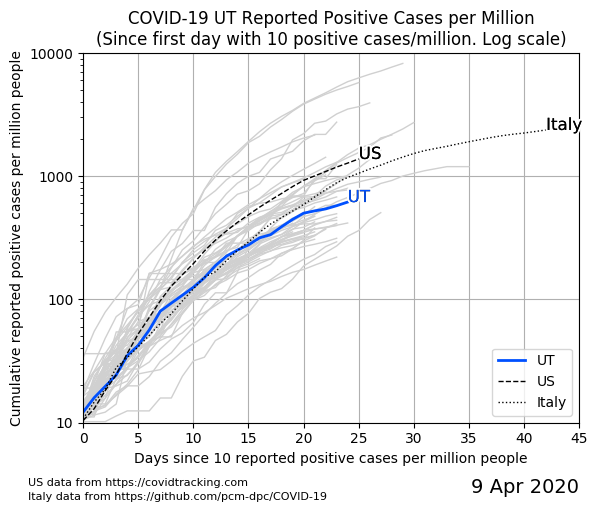 COVID-19 UT Reported Positive Cases per Million
(Since first day with 10 positive cases/million. Log scale)
Cumulative reported positive cases per million people
10000
1000
100
10
Italy
US
UT
UT
US
Italy
0 5 10 15 20 25 30 35 40 45
Days since 10 reported positive cases per million people
US data from https://covidtracking.com
Italy data from https://github.com/pcm-dpc/COVID-19
9 Apr 2020